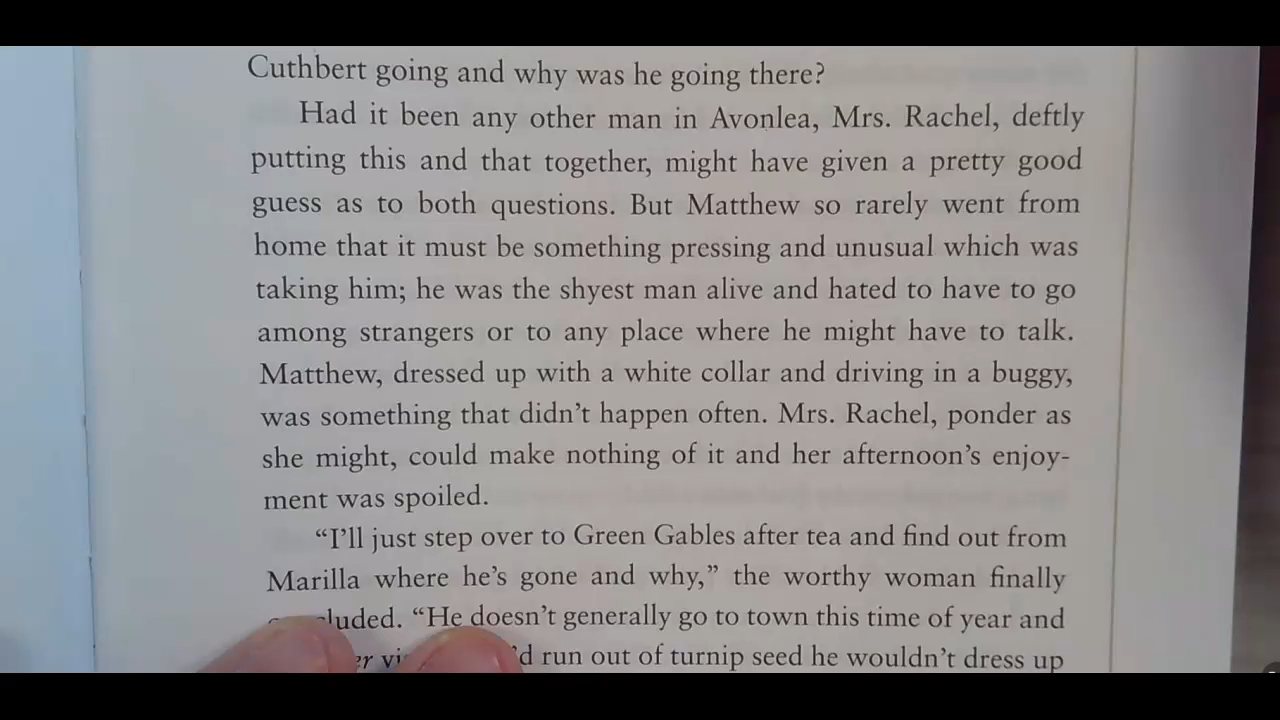 Cuthbert going and why was he going there?
Had it been any other man in Avonlea, Mrs. Rachel, deftly
putting this and that together, might have given a pretty good
guess as to both questions. But Matthew so rarely went from
home that it must be something pressing and unusual which was
taking him; he was the shyest man alive and hated to have to go
among strangers or to any place where he might have to talk.
Matthew, dressed up with a white collar and driving in a buggy,
was something that didn’t happen often. Mrs. Rachel, ponder as
she might, could make nothing of it and her afternoon’s enjoy-
ment was spoiled.
“I’ll just step over to Green Gables after tea and find out from
Marilla where he’s gone and why,” the worthy woman finally
“He doesn’t generally go to town this time of year and
run out of turnip seed he wouldn’t dress up